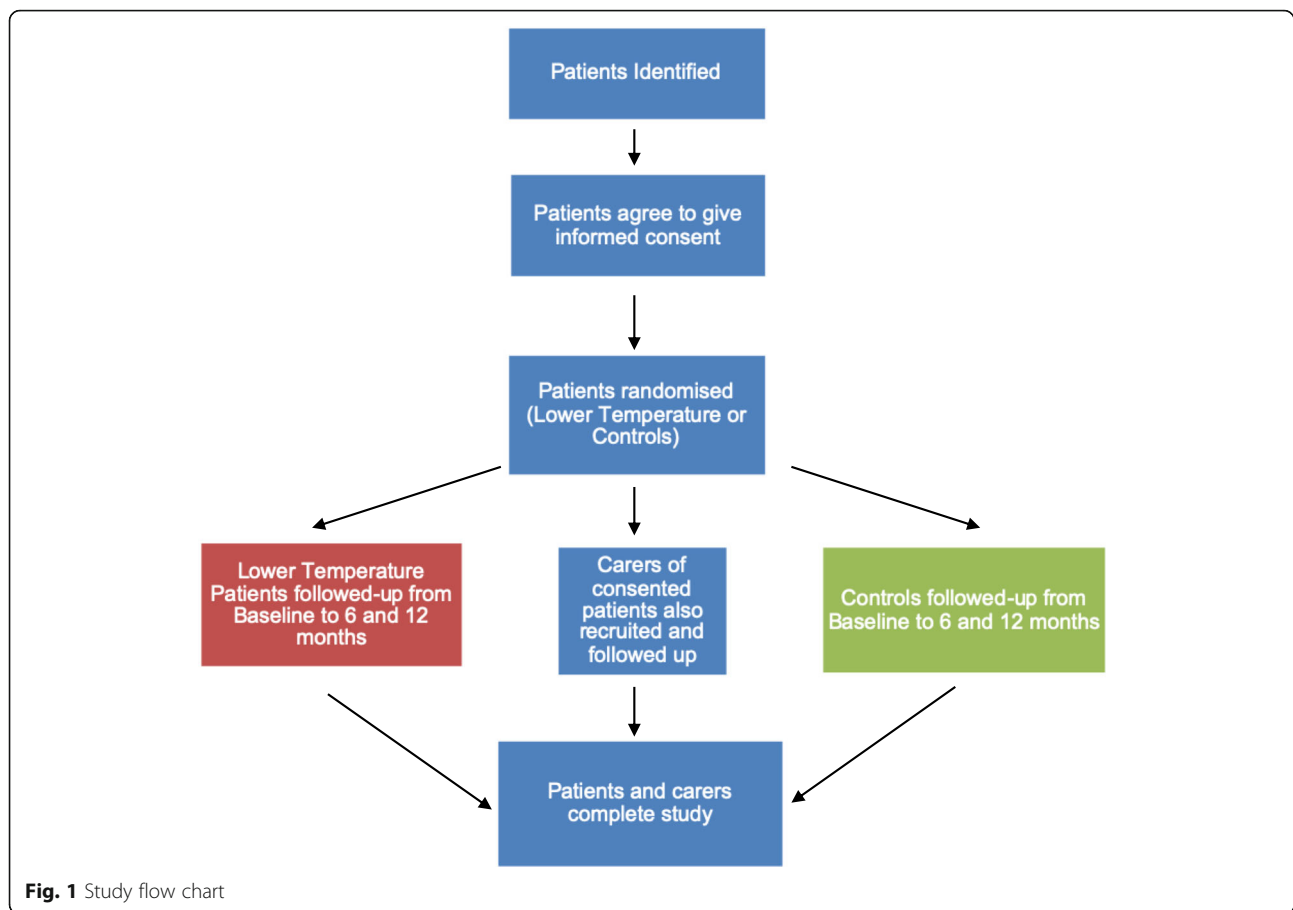 Patients Identified
Patients agree to give
informed consent
Patients randomised
(Lower Temperature or
Controls)
Lower Temperature
Patients followed-up from
Baseline to 6 and 12
months
Carers of
consented
patients also
recruited and
followed up
Controls followed-up from
Baseline to 6 and 12 months
Patients and carers
complete study
Fig. 1 Study flow chart